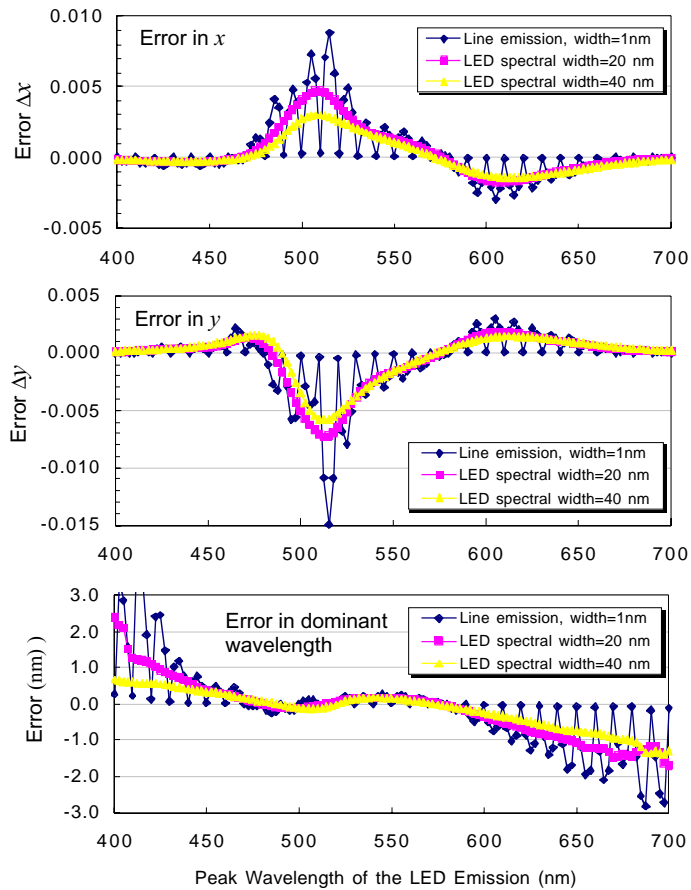 0.010
Error in x
Line emission, width=1nm
LED spectral width=20 nm
LED spectral width=40 nm
0.005
0.000
-0.005
Error Δx
400 450 500 550 600 650 700
0.005
Error in y
0.000
-0.005
-0.010
-0.015
Error Δy
Line emission, width=1nm
LED spectral width=20 nm
LED spectral width=40 nm
400 450 500 550 600 650 700
3.0
2.0
1.0
0.0
-1.0
-2.0
-3.0
Error (nm))
Error in dominant
wavelength
Line emission, width=1nm
LED spectral width=20 nm
LED spectral width=40 nm
400 450 500 550 600 650 700
Peak Wavelength of the LED Emission (nm)